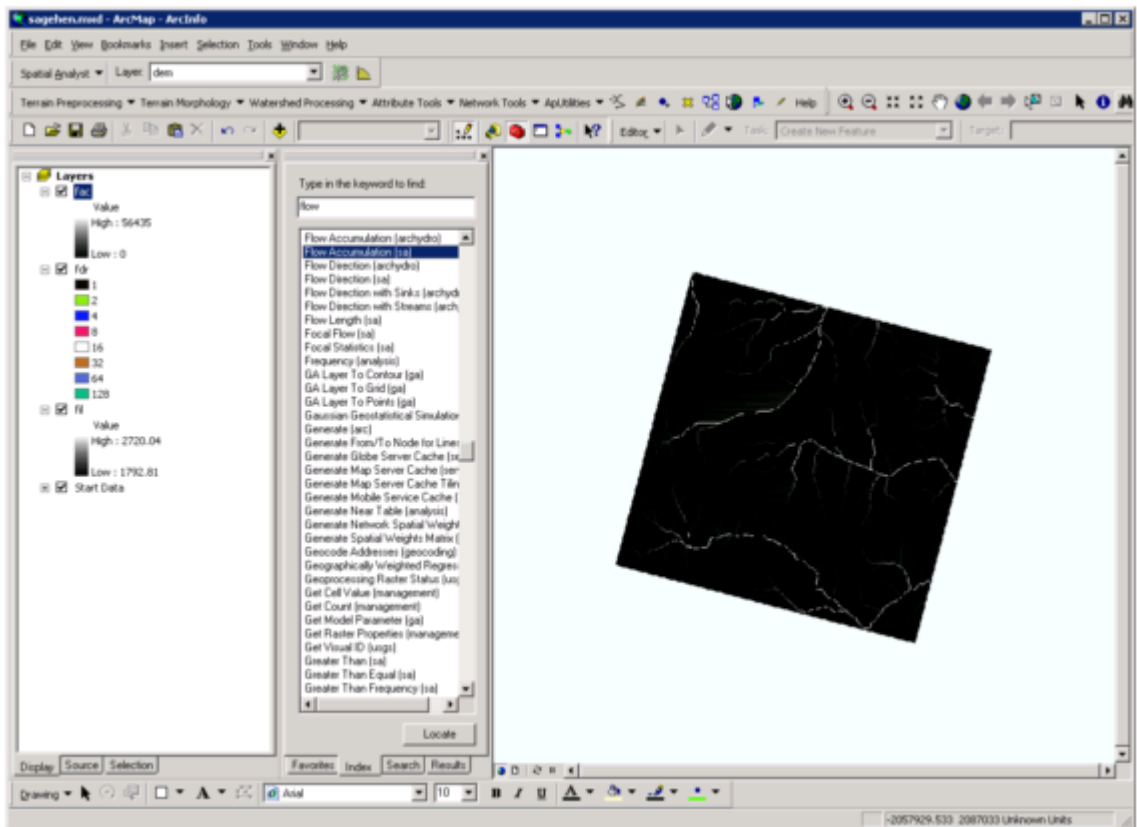 sagehen.mxd - ArcMap - ArcInfo
File Edit View Bookmarks Insert Selection Tools Window Help
Spatial Analyst Layer: dem
Terrain Preprocessing Terrain Morphology Watershed Processing Attribute Tools Network Tools ApUtilities Help
Editor Task: Create New Feature Target:
Layers
fac
Value
High : 56435
Low : 0
fdr
1
2
4
8
16
32
64
128
fil
Value
High : 2720.04
Low : 1792.81
Start Data
Display Source Selection
Type in the keyword to find:
flow
Flow Accumulation (archydro)
Flow Accumulation (sa)
Flow Direction (archydro)
Flow Direction (sa)
Flow Direction with Sinks (archyd
Flow Direction with Streams (arch
Flow Length (sa)
Focal Flow (sa)
Focal Statistics (sa)
Frequency (analysis)
GA Layer To Contour (ga)
GA Layer To Grid (ga)
GA Layer To Points (ga)
Gaussian Geostatistical Simulation
Generate (arc)
Generate From/To Node for Lines
Generate Globe Server Cache (se
Generate Map Server Cache (ser
Generate Map Server Cache Tilin
Generate Mobile Service Cache (
Generate Near Table (analysis)
Generate Network Spatial Weight
Generate Spatial Weights Matrix (
Geocode Addresses (geocoding)
Geographically Weighted Regres
Geoprocessing Raster Status (usg
Get Cell Value (management)
Get Count (management)
Get Model Parameter (ga)
Get Raster Properties (manageme
Get Visual ID (usgs)
Greater Than (sa)
Greater Than Equal (sa)
Greater Than Frequency (sa)
Locate
Favorites Index Search Results
Drawing A Arial 10 B I U A
-2057929.533 2087033 Unknown Units